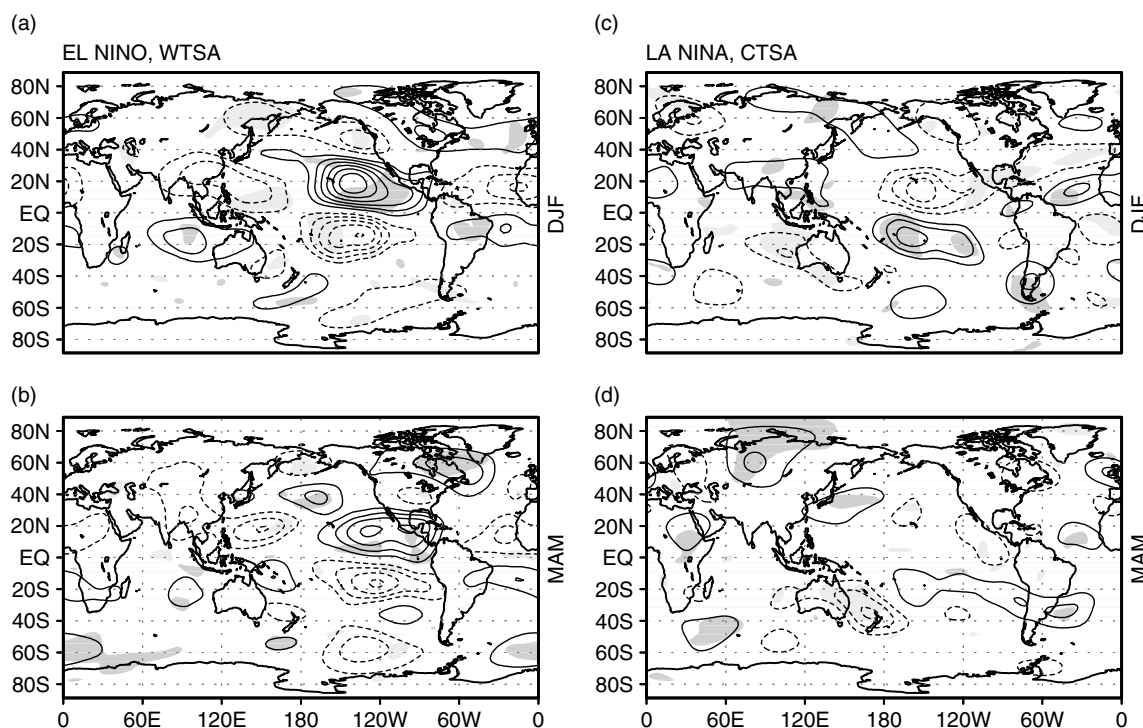 (a)
EL NINO, WTSA
80N
60N
40N
20N
EQ
20S
40S
60S
80S
DJF
(c)
LA NINA, CTSA
80N
60N
40N
20N
EQ
20S
40S
60S
80S
DJF
(b)
80N
60N
40N
20N
EQ
20S
40S
60S
80S
MAM
0 60E 120E 180 120W 60W 0
(d)
80N
60N
40N
20N
EQ
20S
40S
60S
80S
MAM
0 60E 120E 180 120W 60W 0